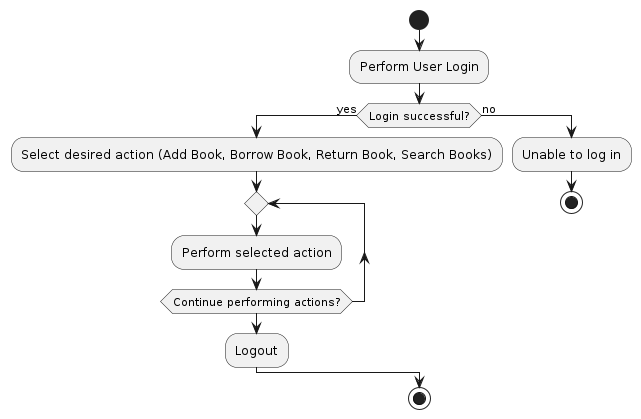 Perform User Login
yes
Login successful?
no
Select desired action (Add Book, Borrow Book, Return Book, Search Books)
Unable to log in
Perform selected action
Continue performing actions?
Logout